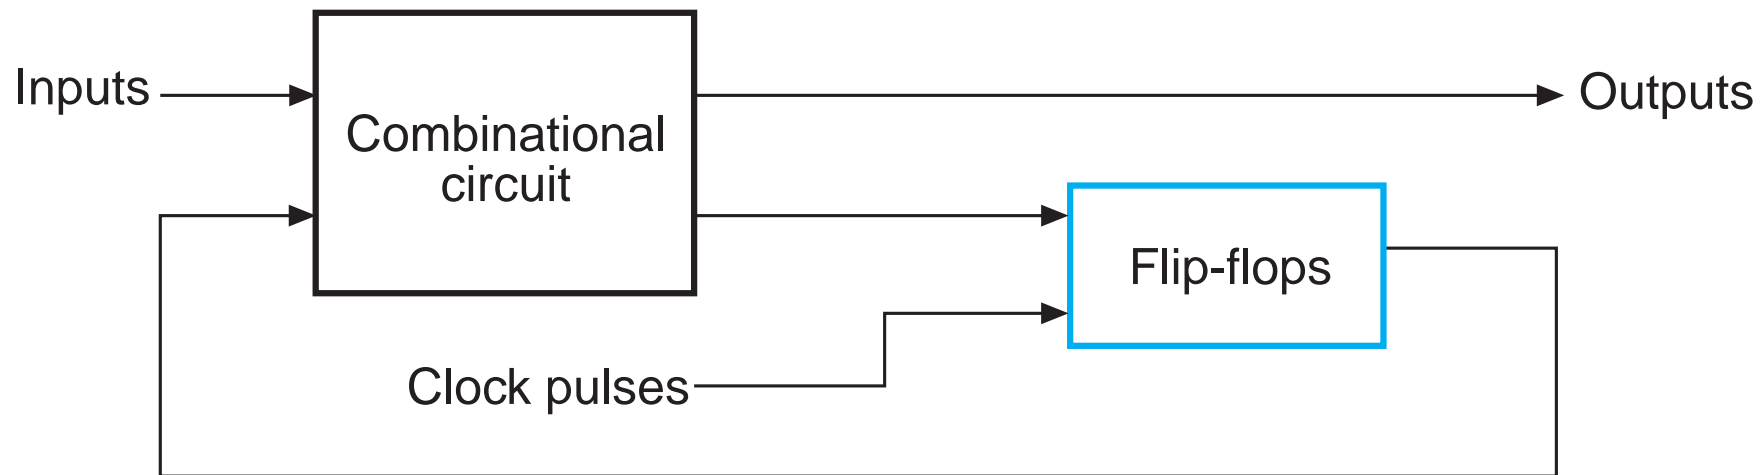 Inputs
Combinational
circuit
Outputs
Flip-flops
Clock pulses